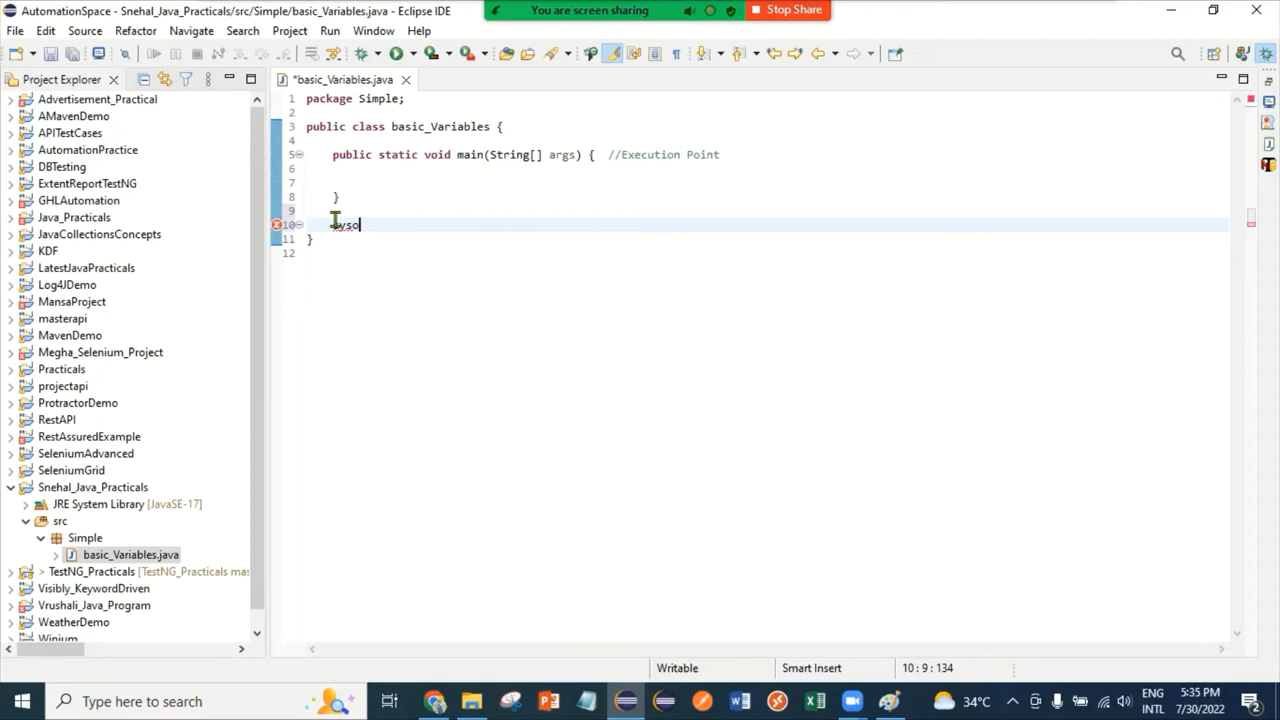 AutomationSpace - Snehal_Java_Practicals/src/Simple/basic_Variables.java - Eclipse IDE
You are screen sharing
Stop Share
File Edit Source Refactor Navigate Search Project Run Window Help
Project Explorer
*basic_Variables.java
Advertisement_Practical
AMavenDemo
APITestCases
AutomationPractice
DBTesting
ExtentReportTestNG
GHLAutomation
Java_Practicals
JavaCollectionsConcepts
KDF
LatestJavaPracticals
Log4JDemo
MansaProject
masterapi
MavenDemo
Megha_Selenium_Project
Practicals
projectapi
ProtractorDemo
RestAPI
RestAssuredExample
SeleniumAdvanced
SeleniumGrid
Snehal_Java_Practicals
JRE System Library [JavaSE-17]
src
Simple
basic_Variables.java
> TestNG_Practicals [TestNG_Practicals mas
Visibly_KeywordDriven
Vrushali_Java_Program
WeatherDemo
Winium
1 package Simple;
2
3 public class basic_Variables {
4
5 public static void main(String[] args) { //Execution Point
6
7
8 }
9
10 yso
11 }
12
Writable
Smart Insert
10 : 9 : 134
Type here to search
34°C
ENG
INTL
5:35 PM
7/30/2022
2